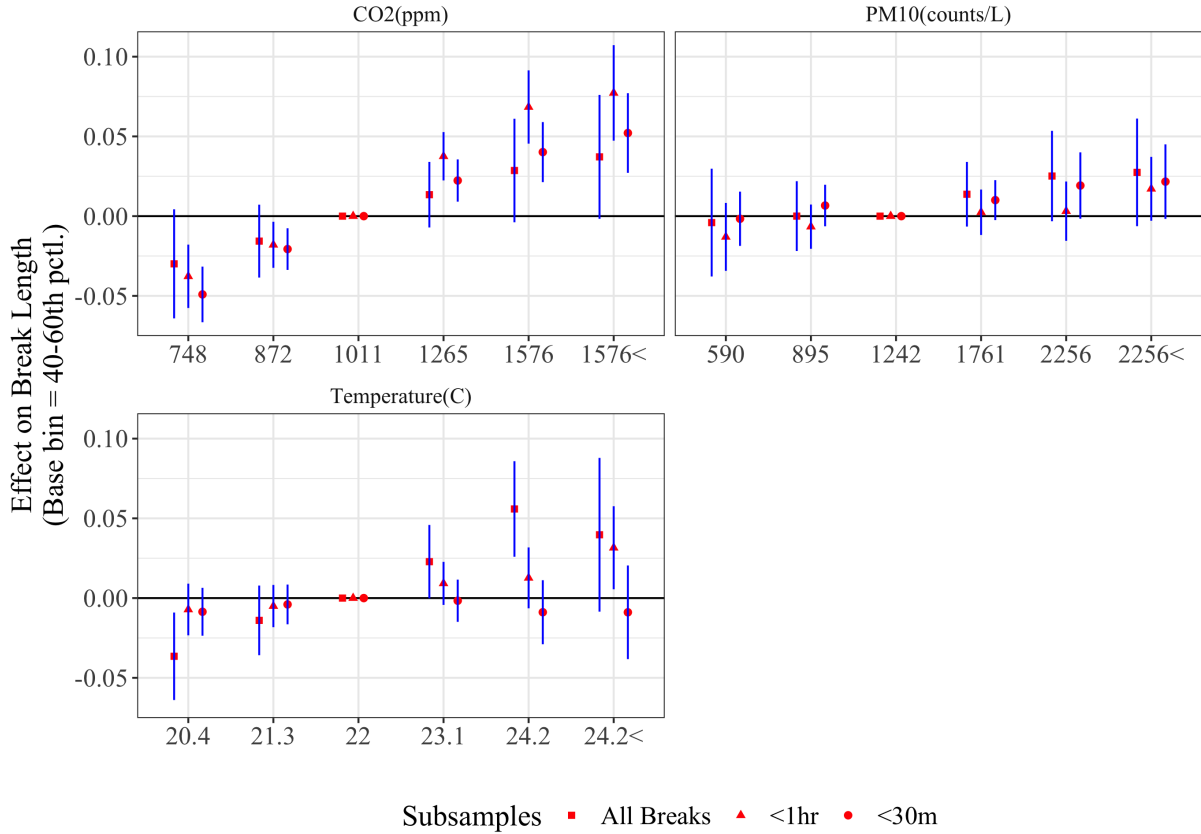 CO2(ppm)
PM10(counts/L)
0.10
0.05
0.00
-0.05
748 872 1011 1265 1576 1576<
590 895 1242 1761 2256 2256<
Effect on Break Length
(Base bin = 40-60th pctl.)
Temperature(C)
0.10
0.05
0.00
-0.05
20.4 21.3 22 23.1 24.2 24.2<
Subsamples All Breaks <1hr <30m